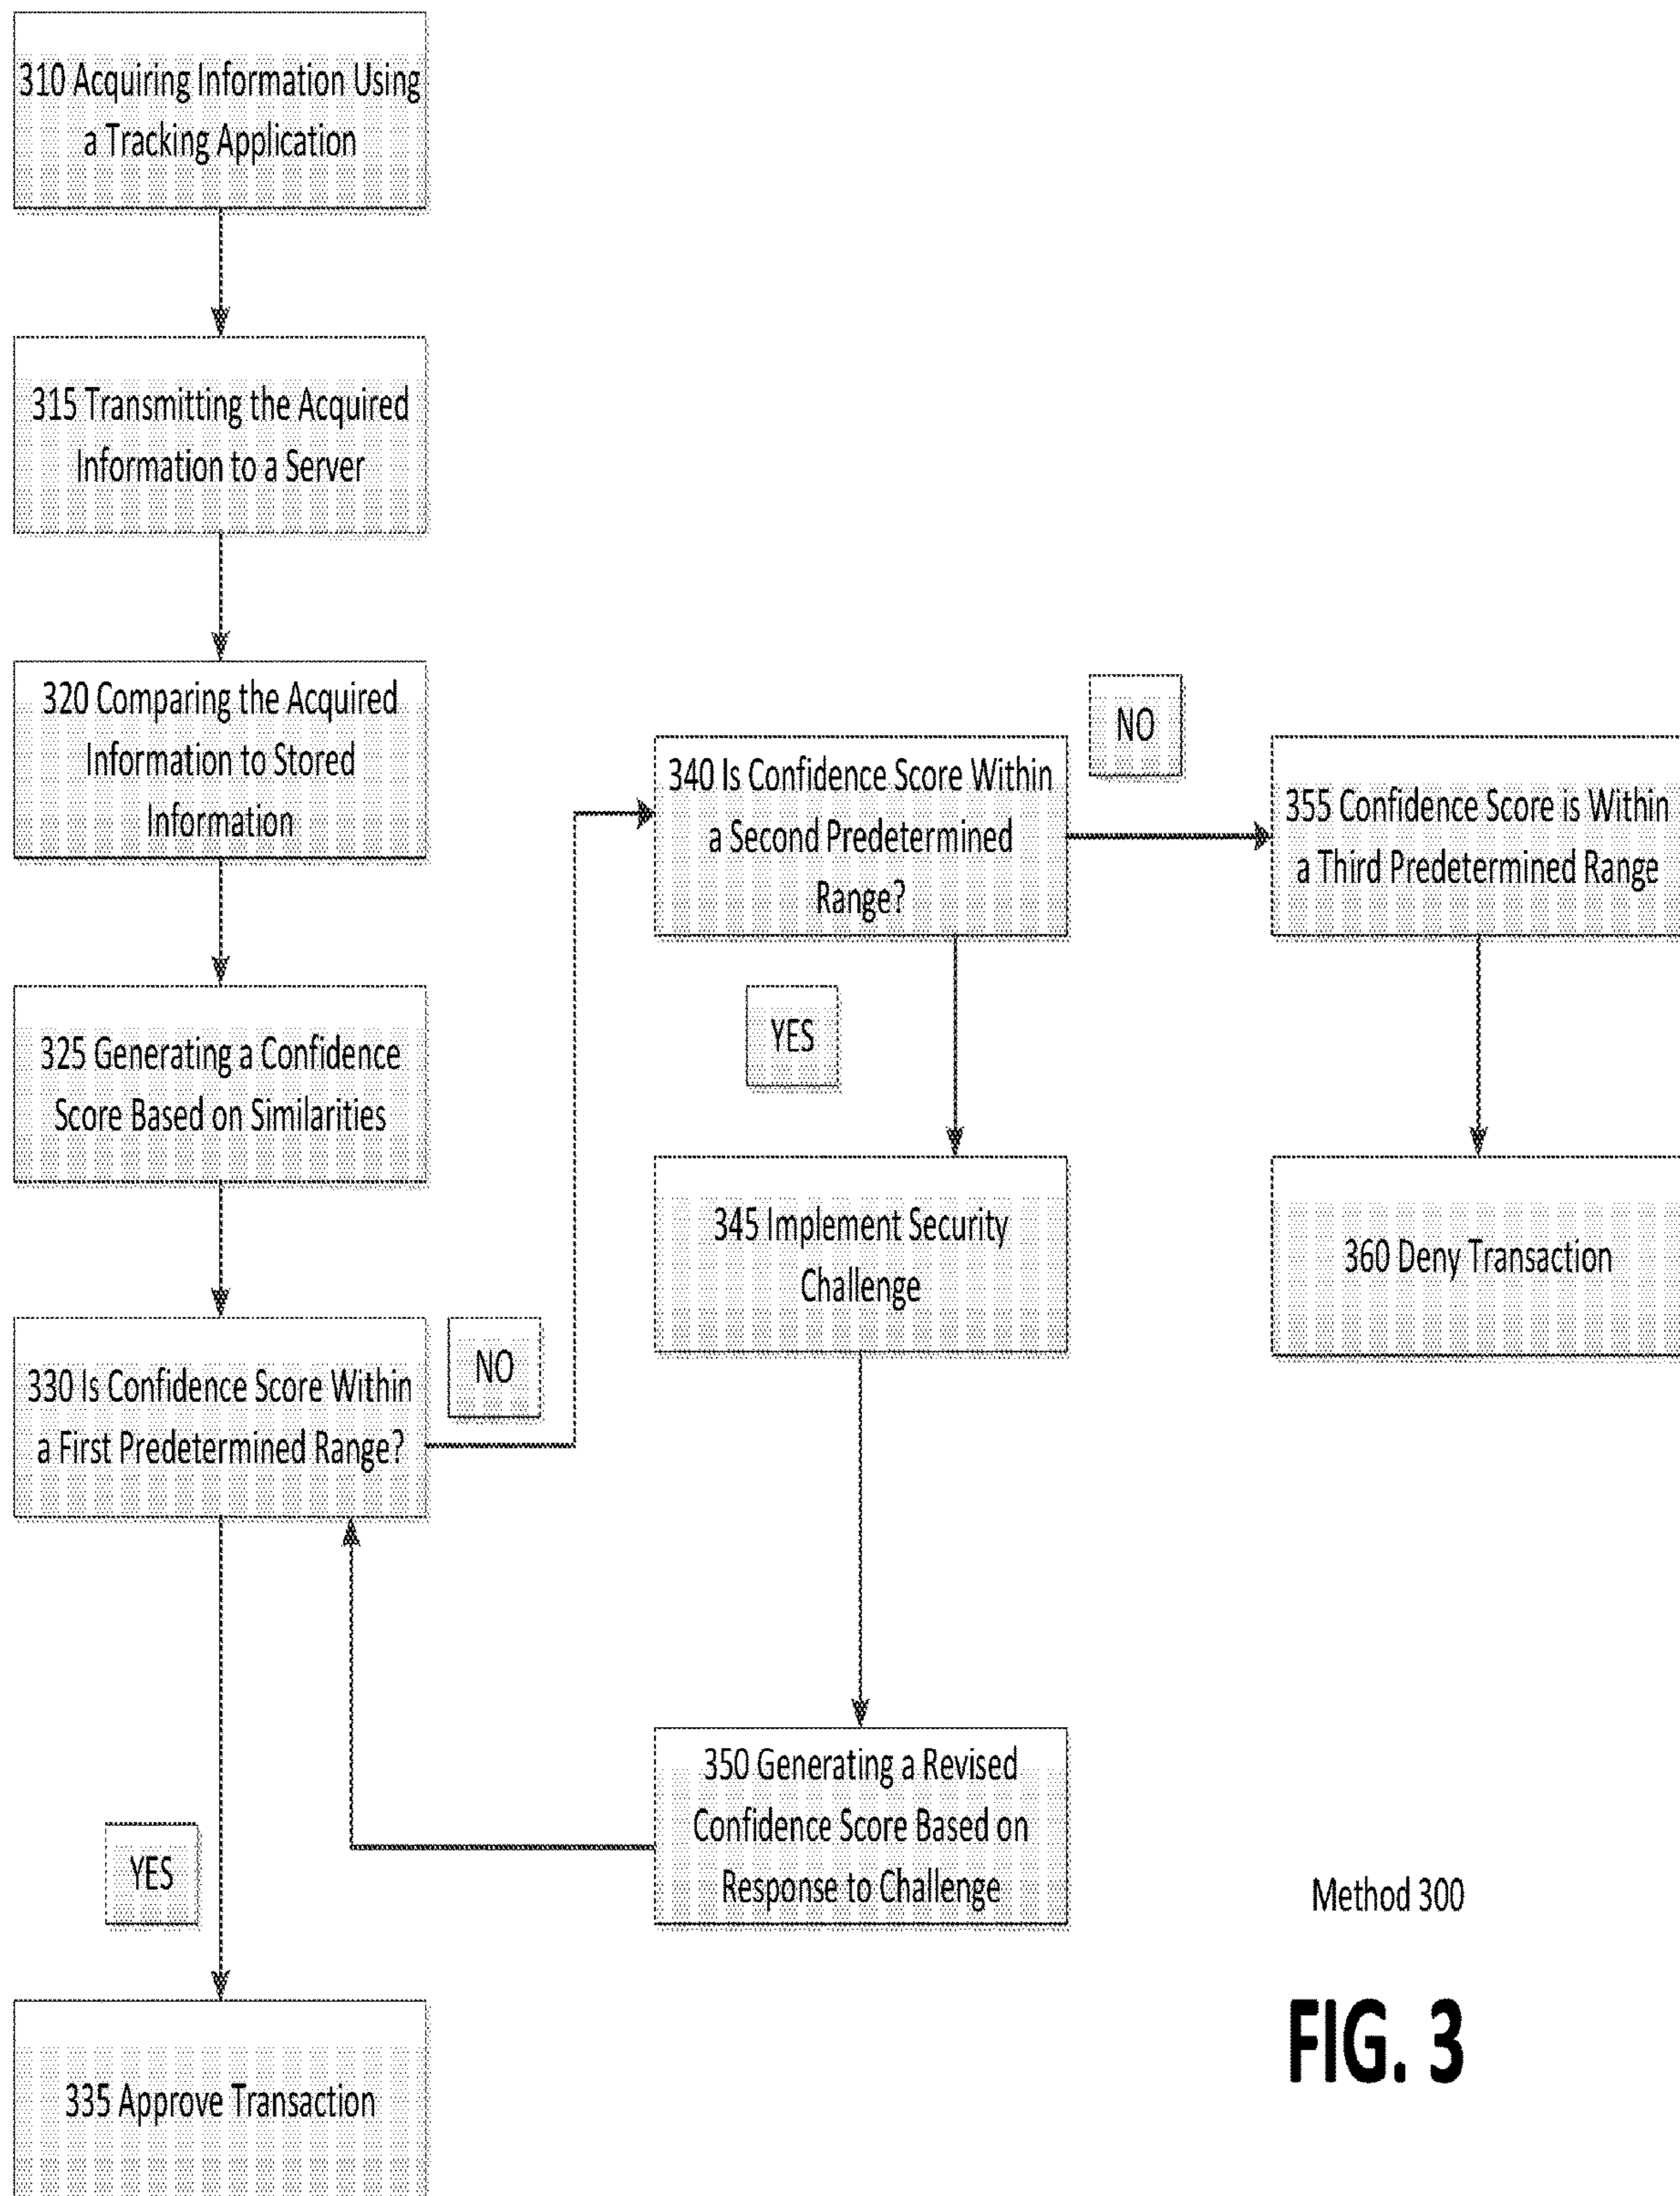 310 Acquiring Information Using
a Tracking Application
315 Transmitting the Acquired
Information to a Server
320 Comparing the Acquired
Information to Stored
Information
325 Generating a Confidence
Score Based on Similarities
330 Is Confidence Score Within
a First Predetermined Range?
NO
YES
335 Approve Transaction
340 Is Confidence Score Within
a Second Predetermined
Range?
NO
YES
345 Implement Security
Challenge
350 Generating a Revised
Confidence Score Based on
Response to Challenge
355 Confidence Score is Within
a Third Predetermined Range
360 Deny Transaction
Method 300
FIG. 3